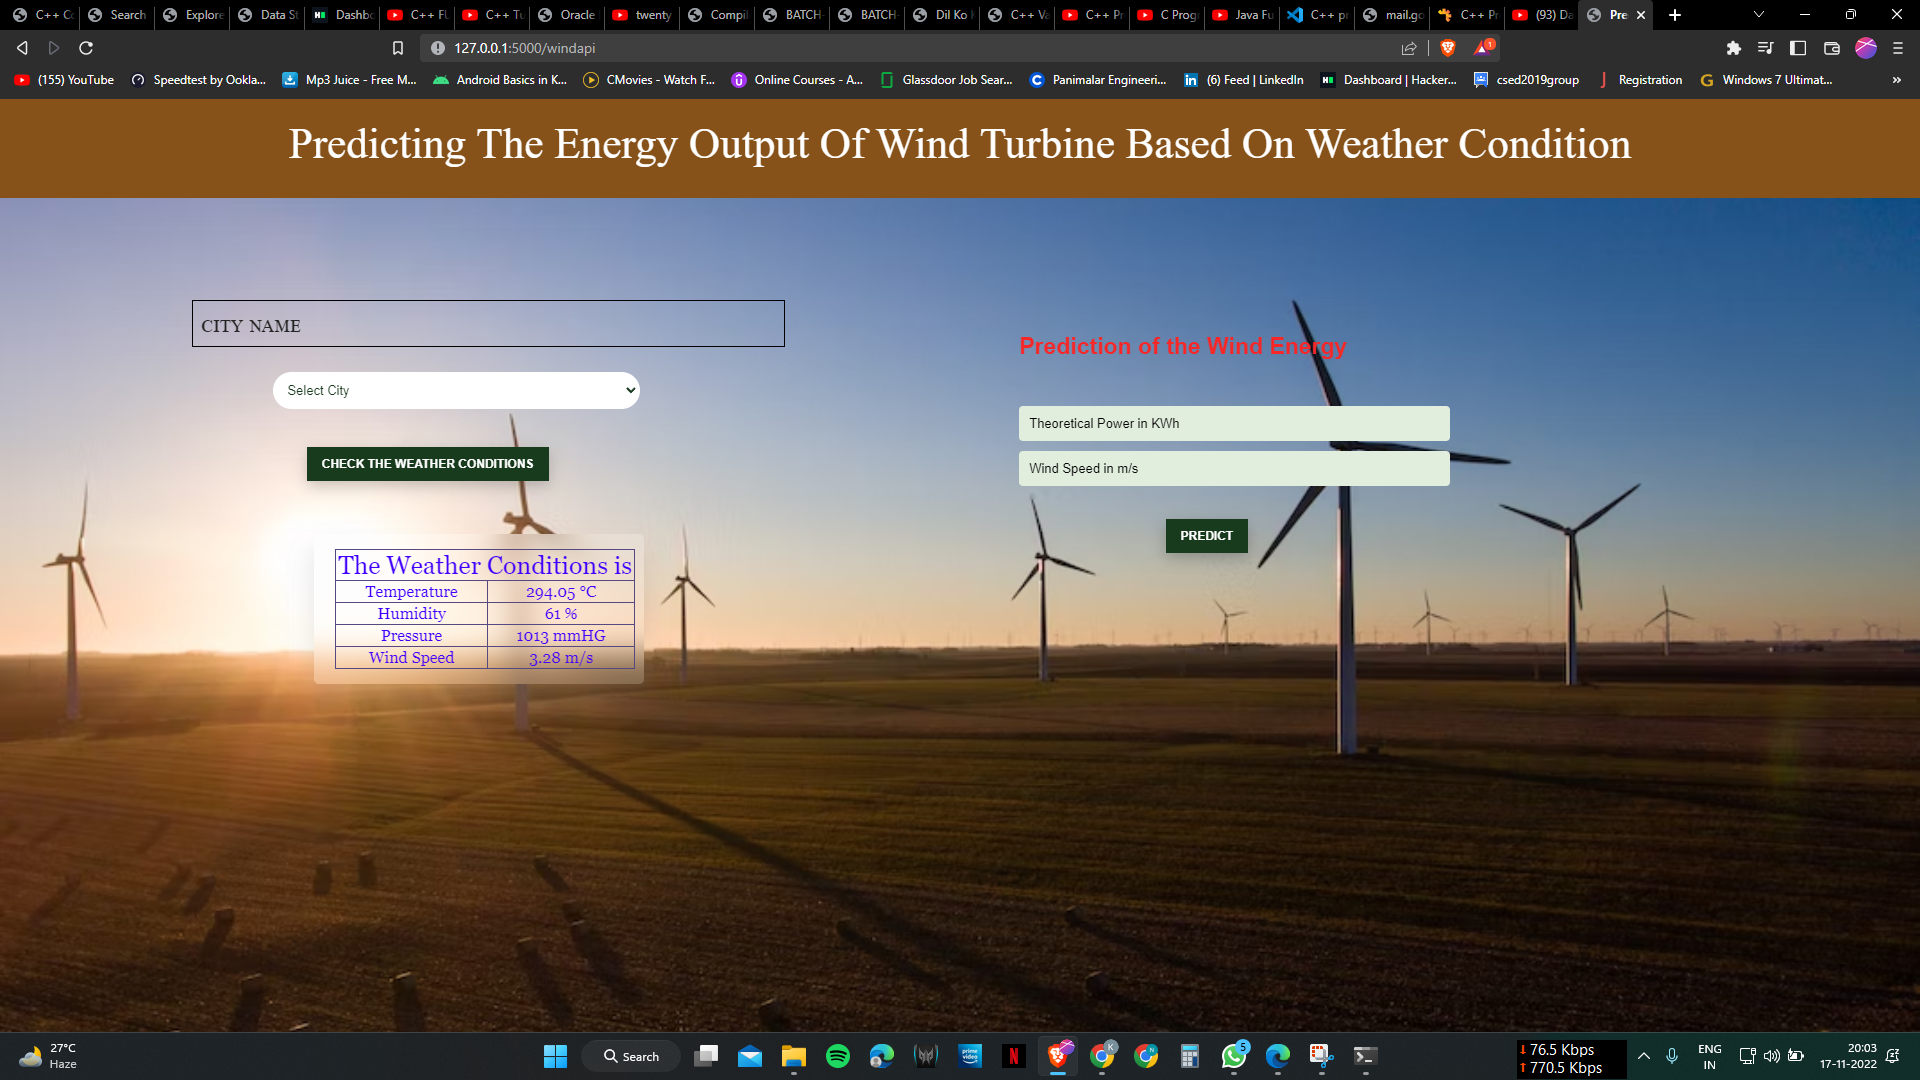 C++ Co
Search
Explore
Data St
Dashbo
C++ FU
C++ Tu
Oracle
twenty
Compil
BATCH-
BATCH-
Dil Ko
C++ Va
C++ Pr
C Prog
Java Fu
C++ pr
mail.go
C++ Pr
(93) Da
Pre
127.0.0.1:5000/windapi
1
(155) YouTube
Speedtest by Ookla...
Mp3 Juice - Free M...
Android Basics in K...
CMovies - Watch F...
Online Courses - A...
Glassdoor Job Sear...
Panimalar Engineeri...
(6) Feed | LinkedIn
Dashboard | Hacker...
csed2019group
Registration
Windows 7 Ultimat...
»
Predicting The Energy Output Of Wind Turbine Based On Weather Condition
CITY NAME
Select City
CHECK THE WEATHER CONDITIONS
The Weather Conditions is
Temperature 294.05 °C
Humidity 61 %
Pressure 1013 mmHG
Wind Speed 3.28 m/s
Prediction of the Wind Energy
Theoretical Power in KWh
Wind Speed in m/s
PREDICT
27°C
Haze
Search
prime video
N
K
N
5
76.5 Kbps
770.5 Kbps
ENG
IN
20:03
17-11-2022